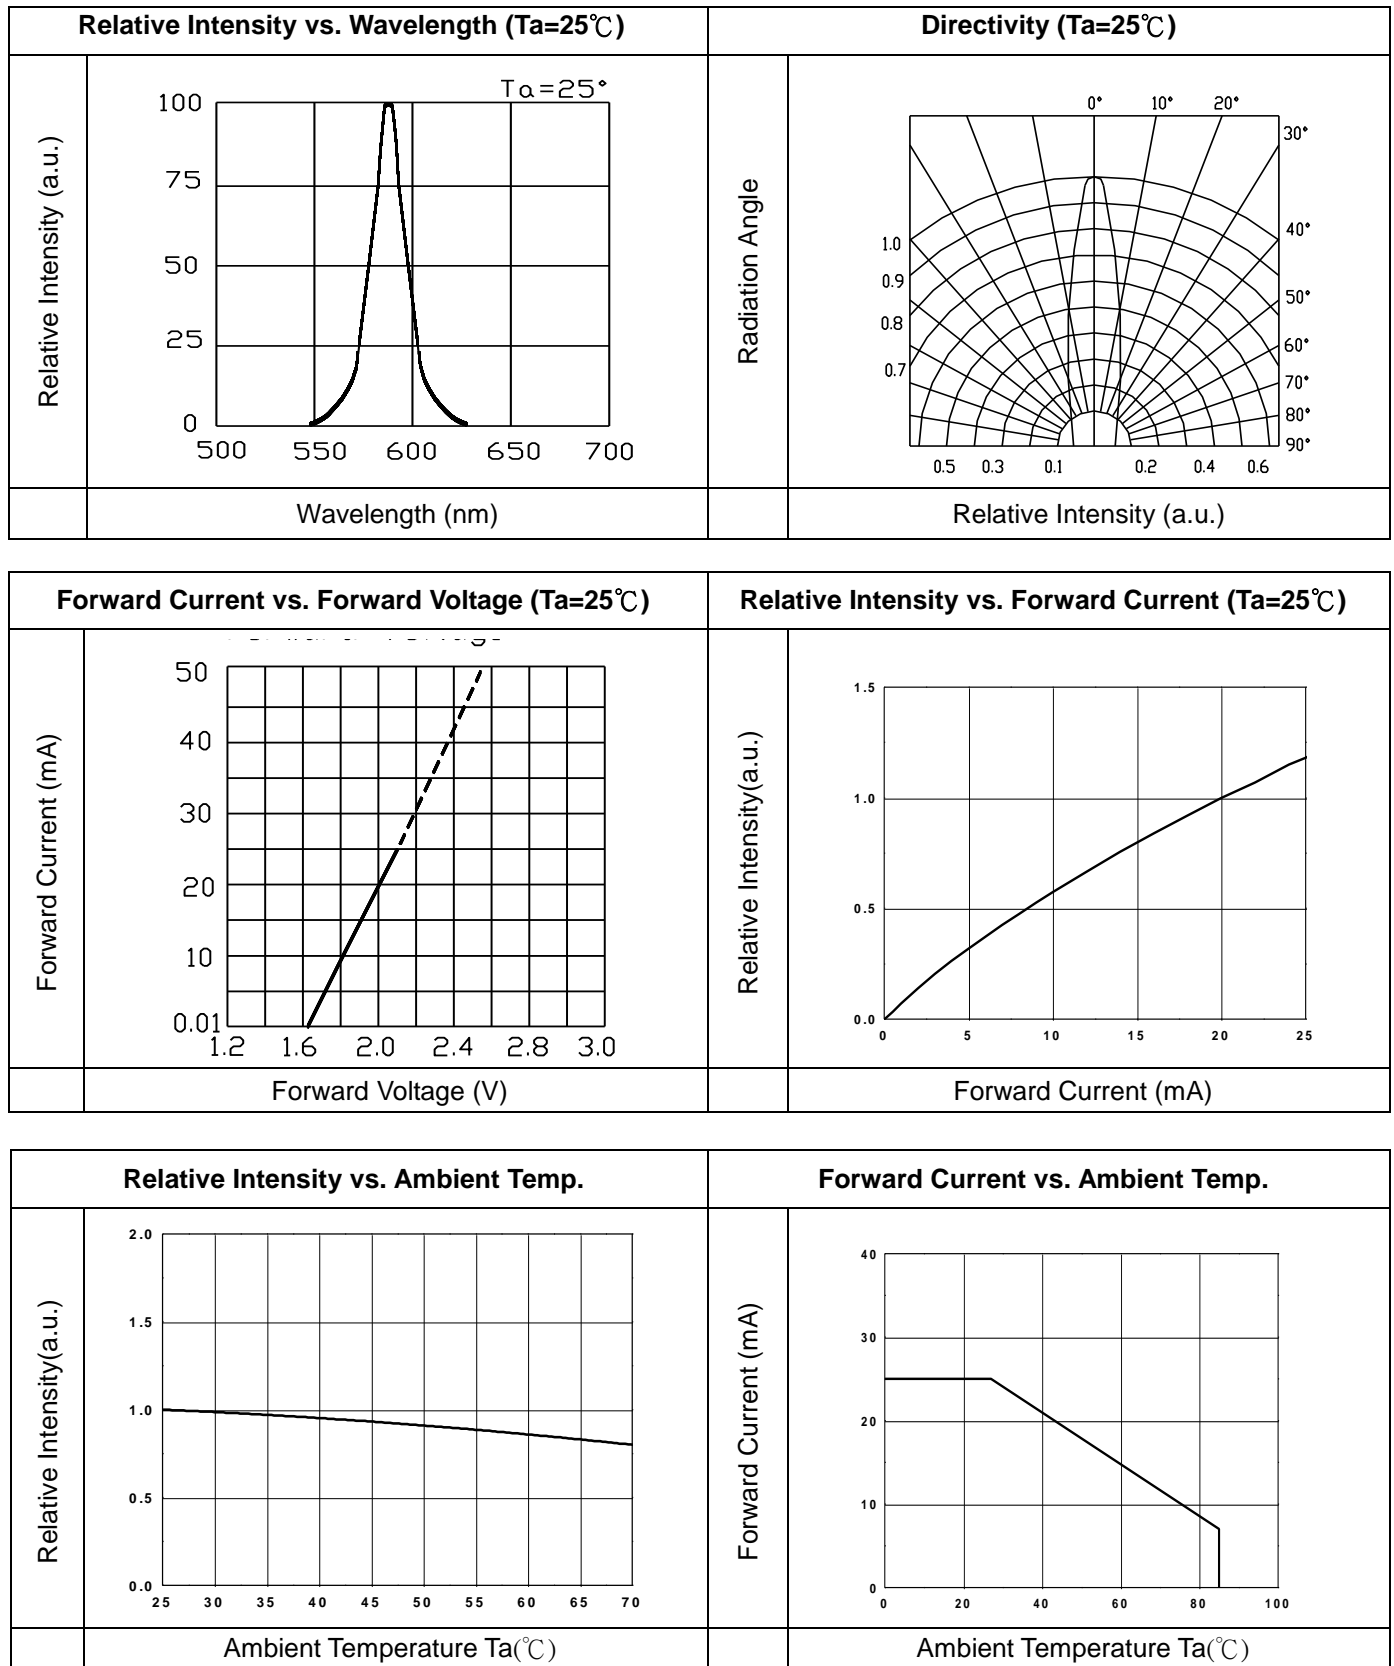 Relative Intensity vs. Wavelength (Ta=25℃)
Directivity (Ta=25℃)
Relative Intensity (a.u.)
Ta=25°
100
75
50
25
0
500 550 600 650 700
Wavelength (nm)
Radiation Angle
0° 10° 20°
30°
40°
50°
60°
70°
80°
90°
1.0
0.9
0.8
0.7
0.5 0.3 0.1 0.2 0.4 0.6
Relative Intensity (a.u.)
Forward Current vs. Forward Voltage (Ta=25℃)
Relative Intensity vs. Forward Current (Ta=25℃)
Forward Current (mA)
50
40
30
20
10
0.01
1.2 1.6 2.0 2.4 2.8 3.0
Forward Voltage (V)
Relative Intensity(a.u.)
1.5
1.0
0.5
0.0
0 5 10 15 20 25
Forward Current (mA)
Relative Intensity vs. Ambient Temp.
Forward Current vs. Ambient Temp.
Relative Intensity(a.u.)
2.0
1.5
1.0
0.5
0.0
25 30 35 40 45 50 55 60 65 70
Ambient Temperature Ta(℃)
Forward Current (mA)
40
30
20
10
0
0 20 40 60 80 100
Ambient Temperature Ta(℃)